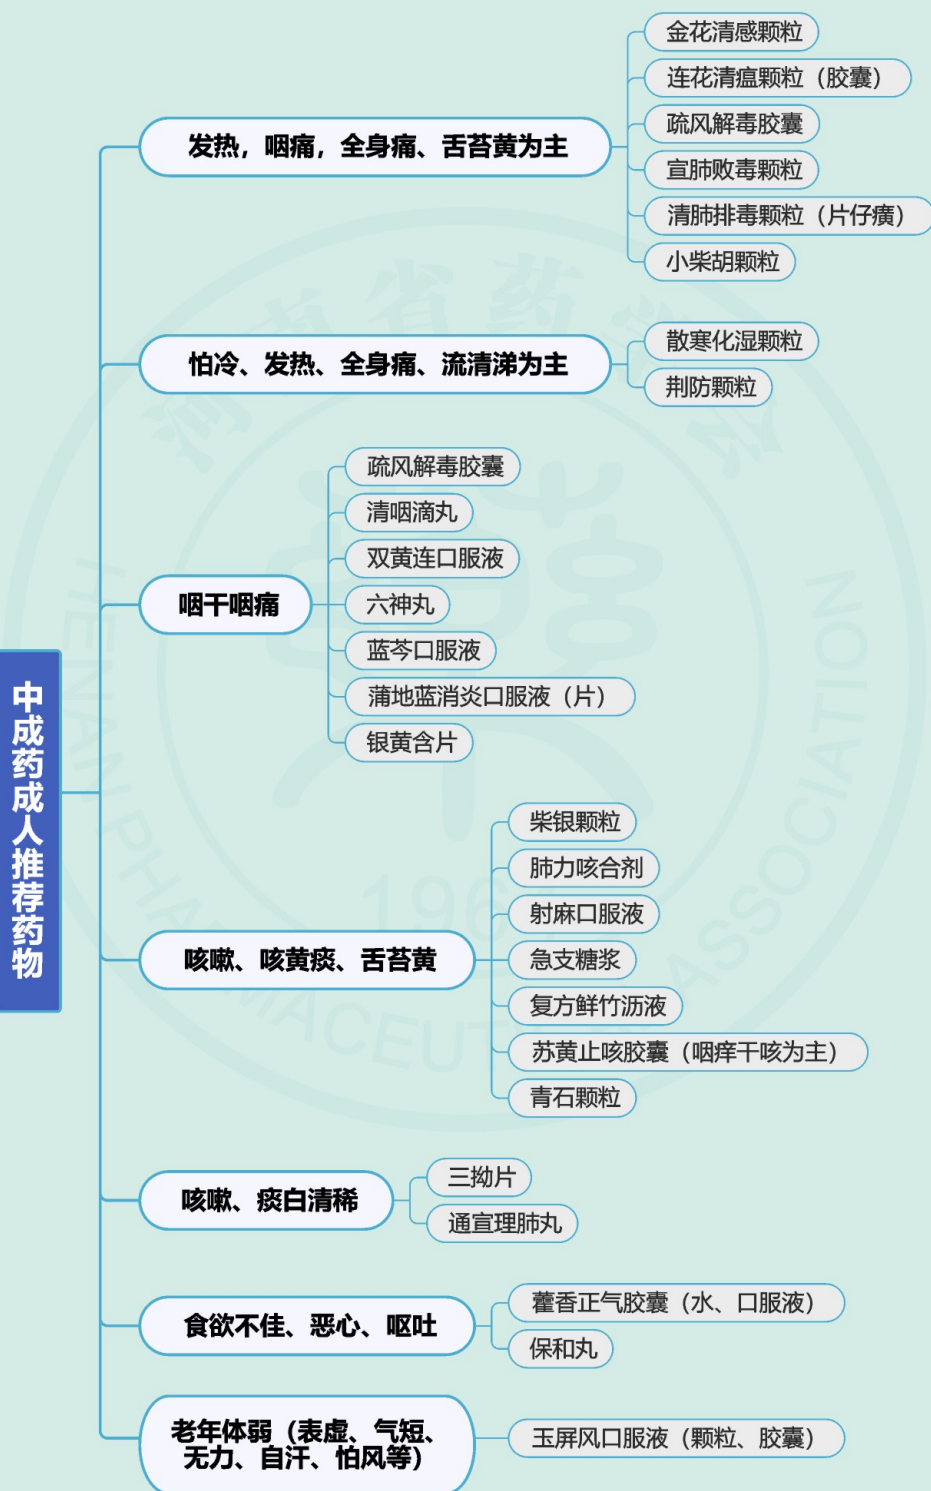 中成药成人推荐药物
发热，咽痛，全身痛、舌苔黄为主
金花清感颗粒
连花清瘟颗粒（胶囊）
疏风解毒胶囊
宣肺败毒颗粒
清肺排毒颗粒（片仔癀）
小柴胡颗粒
怕冷、发热、全身痛、流清涕为主
散寒化湿颗粒
荆防颗粒
咽干咽痛
疏风解毒胶囊
清咽滴丸
双黄连口服液
六神丸
蓝芩口服液
蒲地蓝消炎口服液（片）
银黄含片
咳嗽、咳黄痰、舌苔黄
柴银颗粒
肺力咳合剂
射麻口服液
急支糖浆
复方鲜竹沥液
苏黄止咳胶囊（咽痒干咳为主）
青石颗粒
咳嗽、痰白清稀
三拗片
通宣理肺丸
食欲不佳、恶心、呕吐
藿香正气胶囊（水、口服液）
保和丸
老年体弱（表虚、气短、
无力、自汗、怕风等）
玉屏风口服液（颗粒、胶囊）
河南省药学会
HENAN PHARMACEUTICAL ASSOCIATION